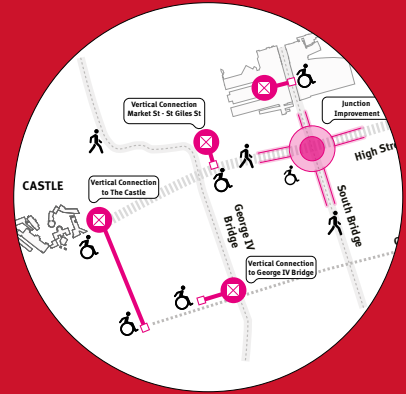 Vertical Connection
Market St - St Giles St
Junction
Improvement
High Stre
CASTLE
Vertical Connection
to The Castle
George IV
Bridge
South Bridge
Vertical Connection
to George IV Bridge